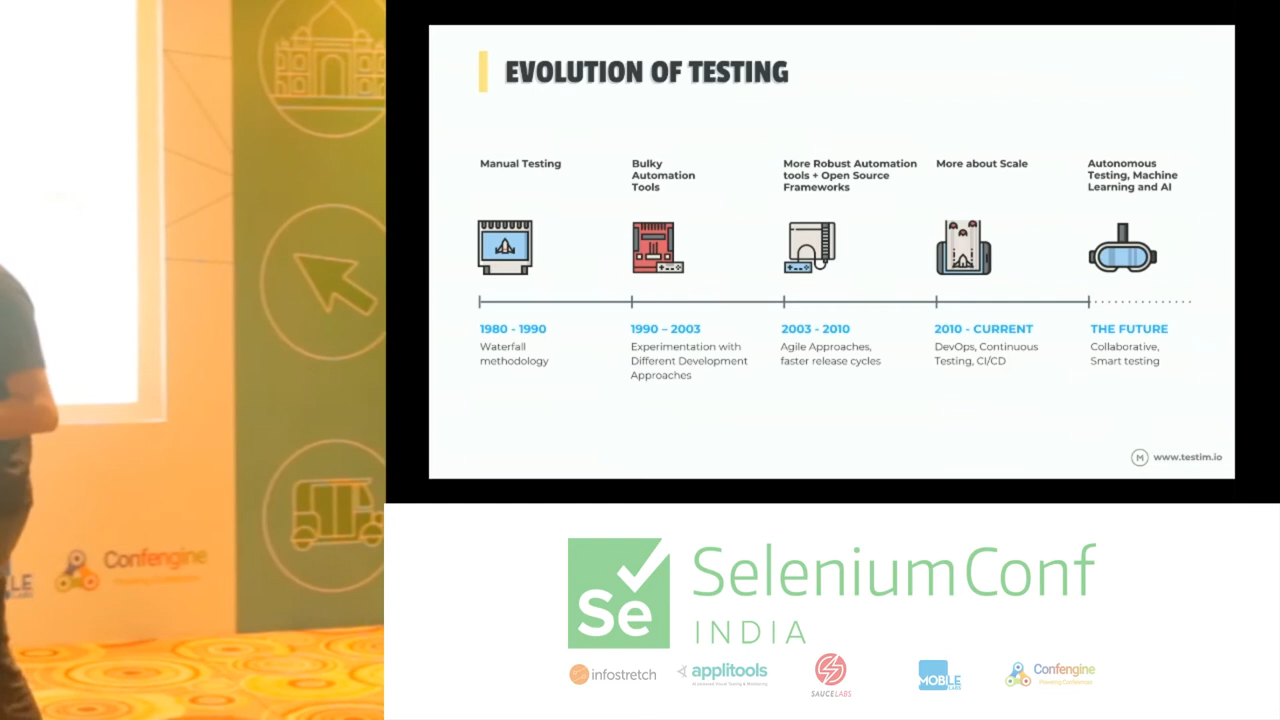 EVOLUTION OF TESTING
Manual Testing
Bulky
Automation
Tools
More Robust Automation
tools + Open Source
Frameworks
More about Scale
Autonomous
Testing, Machine
Learning and AI
1980 - 1990
Waterfall
methodology
1990 – 2003
Experimentation with
Different Development
Approaches
2003 - 2010
Agile Approaches,
faster release cycles
2010 - CURRENT
DevOps, Continuous
Testing, CI/CD
THE FUTURE
Collaborative,
Smart testing
M www.testim.io
Confengine
Se
SeleniumConf
INDIA
infostretch
applitools
SAUCELABS
MOBILE
LABS
Confengine